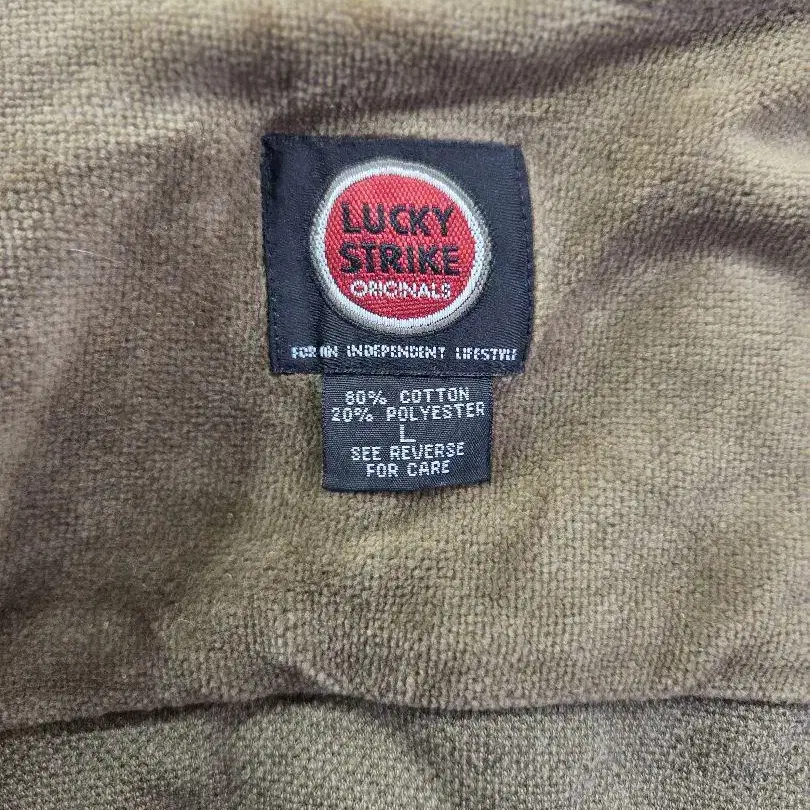 LUCKY
STRIKE
ORIGINALS
FOR AN INDEPENDENT LIFESTYLE
80% COTTON
20% POLYESTER
L
SEE REVERSE
FOR CARE